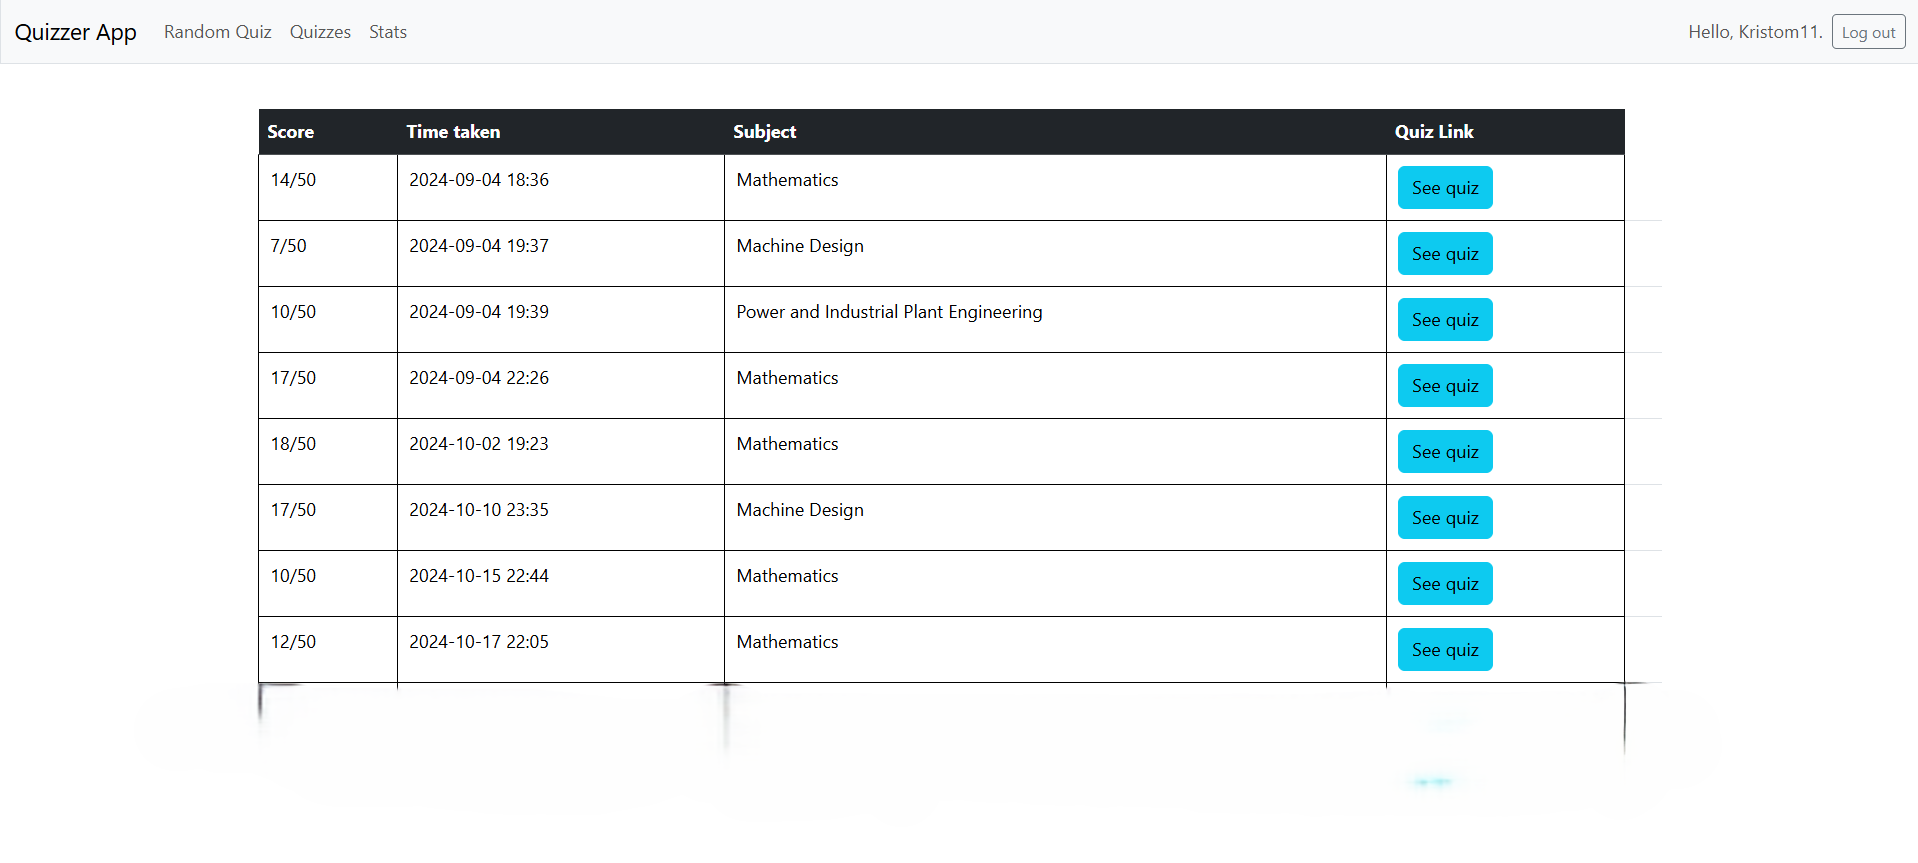 Quizzer App Random Quiz Quizzes Stats Hello, Kristom11. Log out
Score Time taken Subject Quiz Link
14/50 2024-09-04 18:36 Mathematics See quiz
7/50 2024-09-04 19:37 Machine Design See quiz
10/50 2024-09-04 19:39 Power and Industrial Plant Engineering See quiz
17/50 2024-09-04 22:26 Mathematics See quiz
18/50 2024-10-02 19:23 Mathematics See quiz
17/50 2024-10-10 23:35 Machine Design See quiz
10/50 2024-10-15 22:44 Mathematics See quiz
12/50 2024-10-17 22:05 Mathematics See quiz